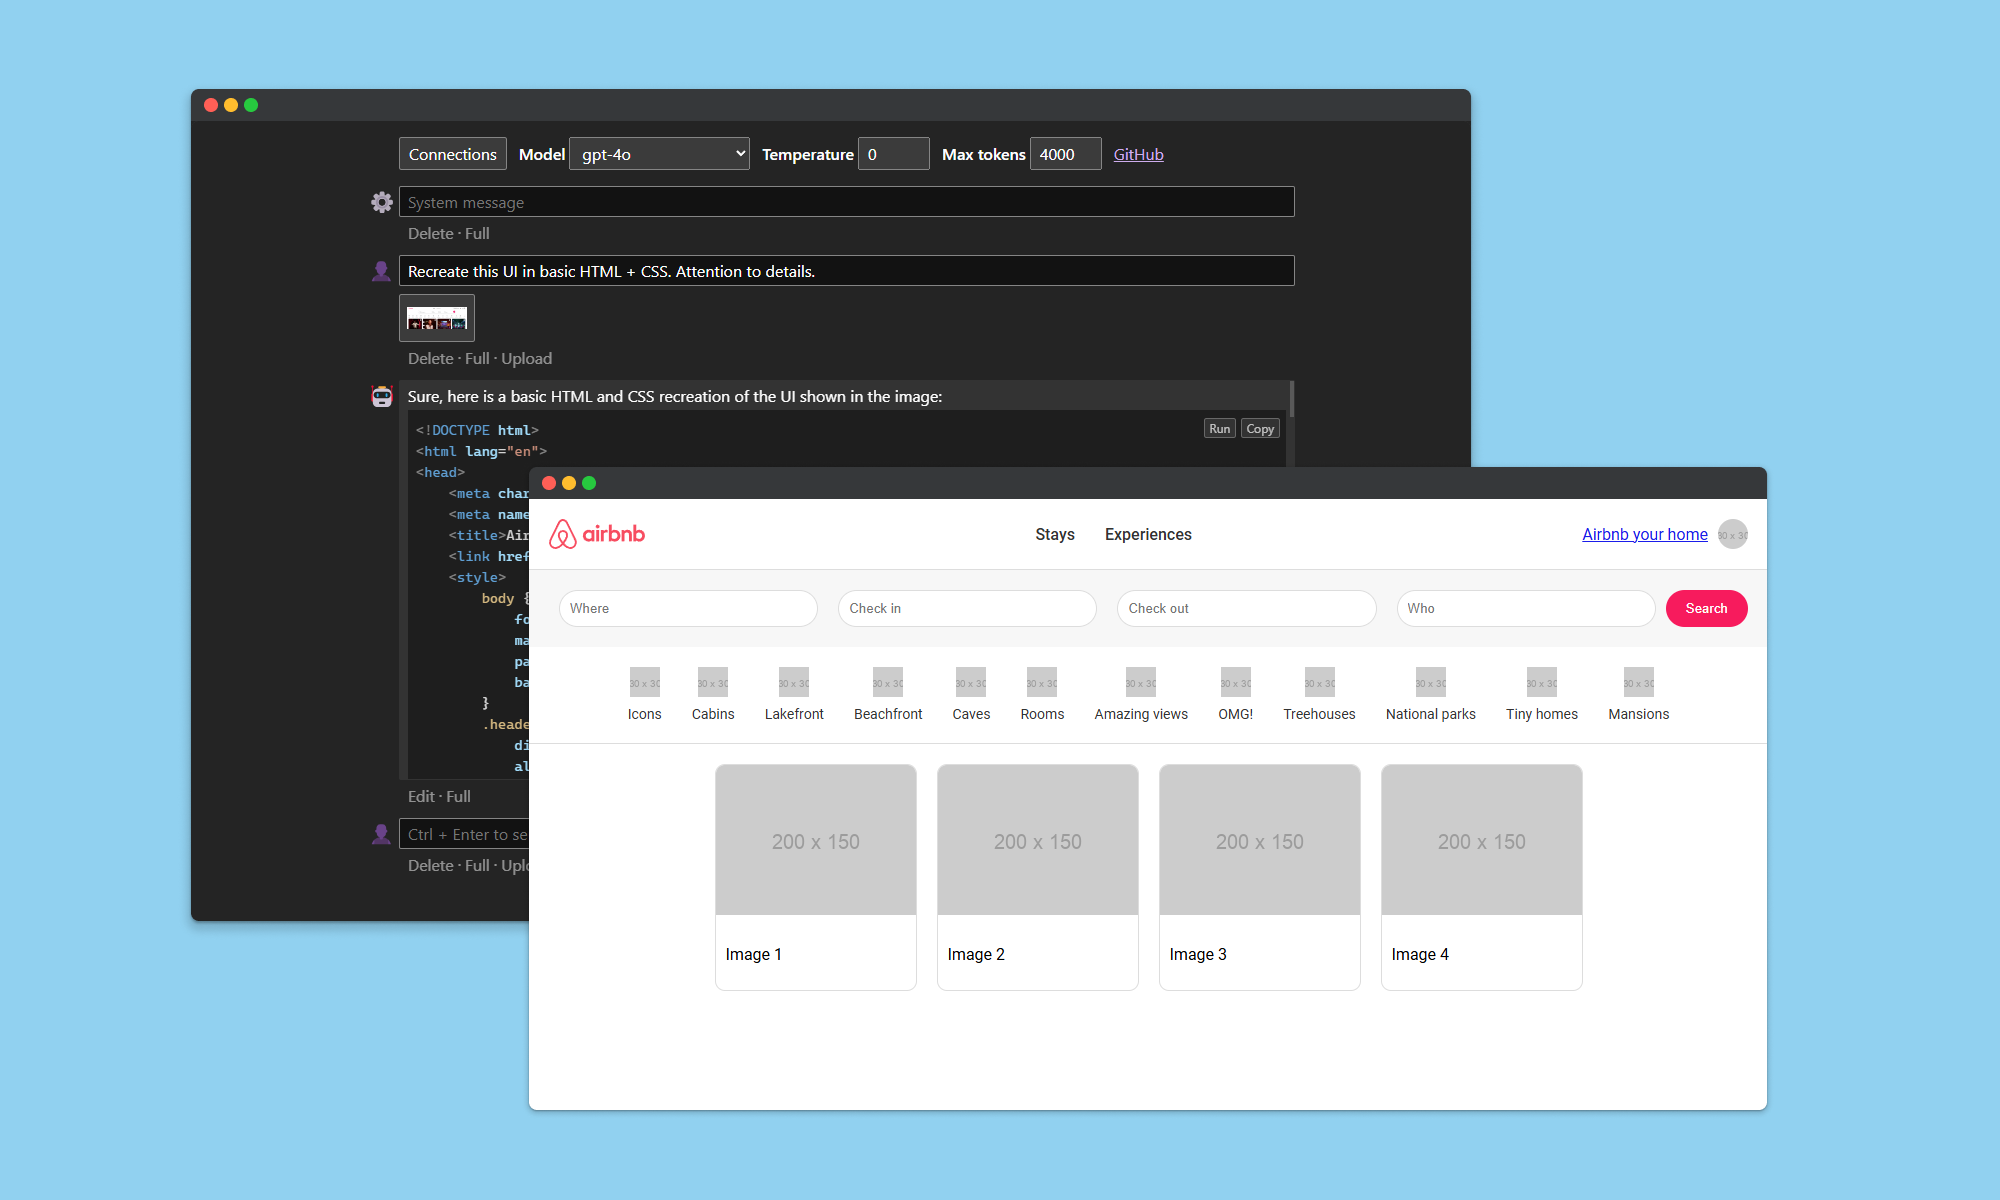 Connections Model gpt-4o Temperature 0 Max tokens 4000 GitHub
System message
Delete · Full
Recreate this UI in basic HTML + CSS. Attention to details.
Delete · Full · Upload
Sure, here is a basic HTML and CSS recreation of the UI shown in the image:
Run Copy
<!DOCTYPE html>
<html lang="en">
<head>
<meta char
<meta name
<title>Air
<link href
<style>
body {
fo
ma
pa
ba
}
.heade
di
al
Edit · Full
Ctrl + Enter to se
Delete · Full · Uplo
airbnb Stays Experiences Airbnb your home 30 x 30
Where Check in Check out Who Search
30 x 30 30 x 30 30 x 30 30 x 30 30 x 30 30 x 30 30 x 30 30 x 30 30 x 30 30 x 30 30 x 30 30 x 30
Icons Cabins Lakefront Beachfront Caves Rooms Amazing views OMG! Treehouses National parks Tiny homes Mansions
200 x 150 200 x 150 200 x 150 200 x 150
Image 1 Image 2 Image 3 Image 4